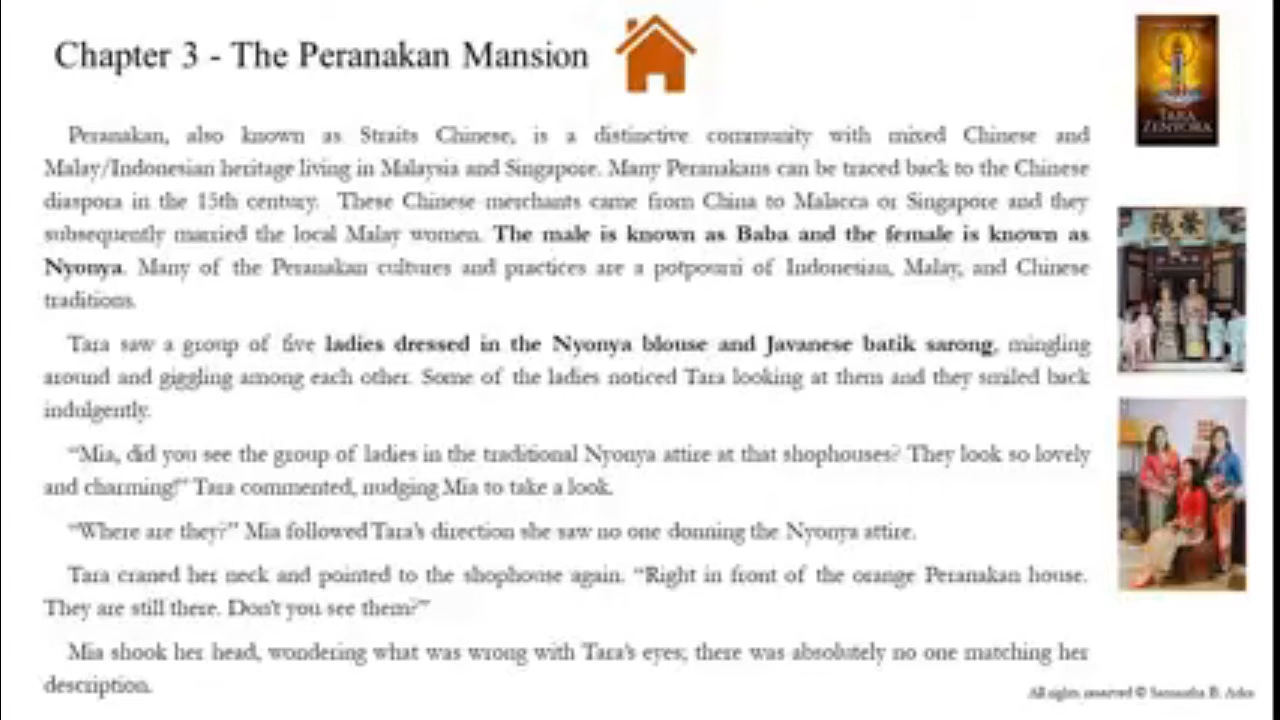 Chapter 3 - The Peranakan Mansion
TARA
ZENYORA
Peranakan, also known as Straits Chinese, is a distinctive community with mixed Chinese and
Malay/Indonesian heritage living in Malaysia and Singapore. Many Peranakans can be traced back to the Chinese
diaspora in the 15th century. These Chinese merchants came from China to Malacca or Singapore and they
subsequently married the local Malay women. The male is known as Baba and the female is known as
Nyonya. Many of the Peranakan cultures and practices are a potpourri of Indonesian, Malay, and Chinese
traditions.
Tara saw a group of five ladies dressed in the Nyonya blouse and Javanese batik sarong, mingling
around and giggling among each other. Some of the ladies noticed Tara looking at them and they smiled back
indulgently.
“Mia, did you see the group of ladies in the traditional Nyonya attire at that shophouses? They look so lovely
and charming!” Tara commented, nudging Mia to take a look.
“Where are they?” Mia followed Tara’s direction she saw no one donning the Nyonya attire.
Tara craned her neck and pointed to the shophouse again. “Right in front of the orange Peranakan house.
They are still there. Don’t you see them?”
Mia shook her head, wondering what was wrong with Tara’s eyes; there was absolutely no one matching her
description.
All rights reserved © Samantha B.